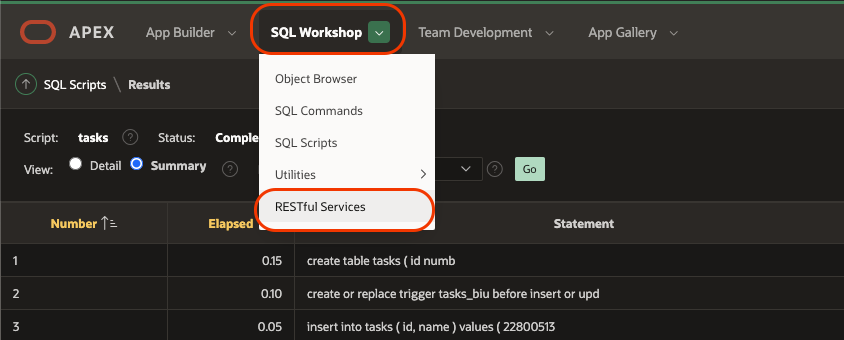 APEX App Builder SQL Workshop Team Development App Gallery
SQL Scripts \ Results
Object Browser
SQL Commands
SQL Scripts
Utilities
RESTful Services
Script: tasks ? Status: Comple
View: Detail Summary ? ? Go
Number Elapsed Statement
1 0.15 create table tasks ( id numb
2 0.10 create or replace trigger tasks_biu before insert or upd
3 0.05 insert into tasks ( id, name ) values ( 22800513